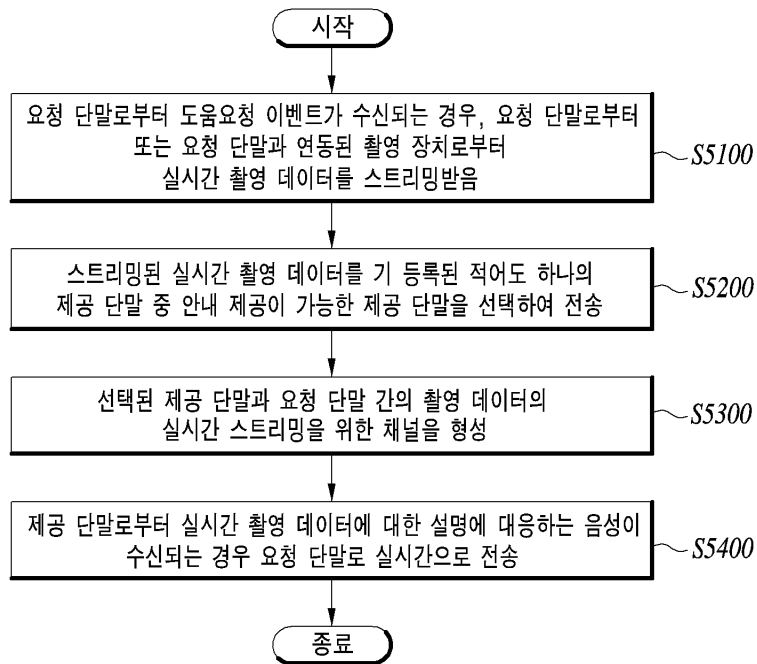 시작
요청 단말로부터 도움요청 이벤트가 수신되는 경우, 요청 단말로부터
또는 요청 단말과 연동된 촬영 장치로부터
실시간 촬영 데이터를 스트리밍받음
S5100
스트리밍된 실시간 촬영 데이터를 기 등록된 적어도 하나의
제공 단말 중 안내 제공이 가능한 제공 단말을 선택하여 전송
S5200
선택된 제공 단말과 요청 단말 간의 촬영 데이터의
실시간 스트리밍을 위한 채널을 형성
S5300
제공 단말로부터 실시간 촬영 데이터에 대한 설명에 대응하는 음성이
수신되는 경우 요청 단말로 실시간으로 전송
S5400
종료